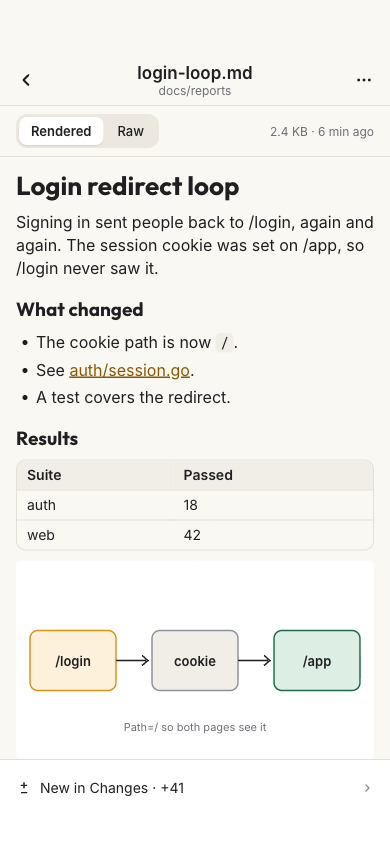 login-loop.md
docs/reports
Rendered
Raw
2.4 KB · 6 min ago
Login redirect loop
Signing in sent people back to /login, again and
again. The session cookie was set on /app, so
/login never saw it.
What changed
• The cookie path is now / .
• See auth/session.go.
• A test covers the redirect.
Results
Suite Passed
auth 18
web 42
/login
cookie
/app
Path=/ so both pages see it
± New in Changes · +41